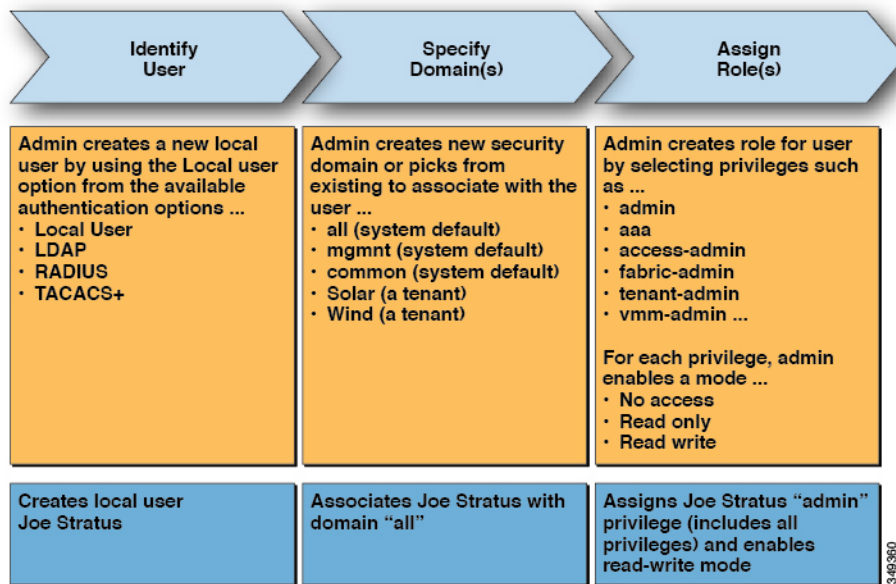 Identify
User
Specify
Domain(s)
Assign
Role(s)
Admin creates a new local
user by using the Local user
option from the available
authentication options ...
• Local User
• LDAP
• RADIUS
• TACACS+
Admin creates new security
domain or picks from
existing to associate with the
user ...
• all (system default)
• mgmnt (system default)
• common (system default)
• Solar (a tenant)
• Wind (a tenant)
Admin creates role for user
by selecting privileges such
as ...
• admin
• aaa
• access-admin
• fabric-admin
• tenant-admin
• vmm-admin ...
For each privilege, admin
enables a mode ...
• No access
• Read only
• Read write
Creates local user
Joe Stratus
Associates Joe Stratus with
domain “all”
Assigns Joe Stratus “admin”
privilege (includes all
privileges) and enables
read-write mode
349360